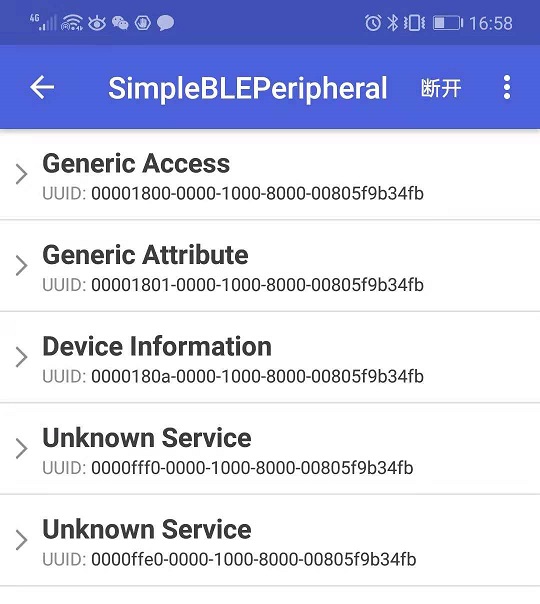 4G 16:58
SimpleBLEPeripheral 断开
Generic Access
UUID: 00001800-0000-1000-8000-00805f9b34fb
Generic Attribute
UUID: 00001801-0000-1000-8000-00805f9b34fb
Device Information
UUID: 0000180a-0000-1000-8000-00805f9b34fb
Unknown Service
UUID: 0000fff0-0000-1000-8000-00805f9b34fb
Unknown Service
UUID: 0000ffe0-0000-1000-8000-00805f9b34fb